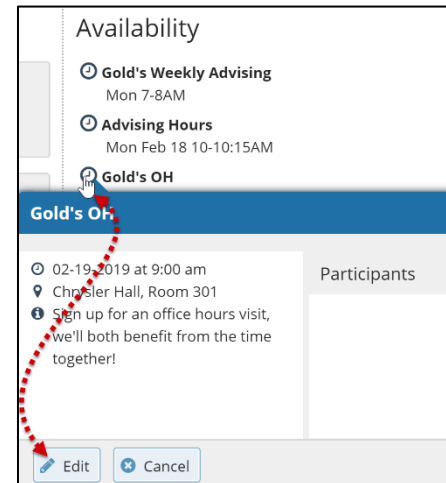 Availability
Gold's Weekly Advising
Mon 7-8AM
Advising Hours
Mon Feb 18 10-10:15AM
Gold's OH
Gold's OH
02-19-2019 at 9:00 am
Chrysler Hall, Room 301
Sign up for an office hours visit,
we'll both benefit from the time
together!
Participants
Edit
Cancel